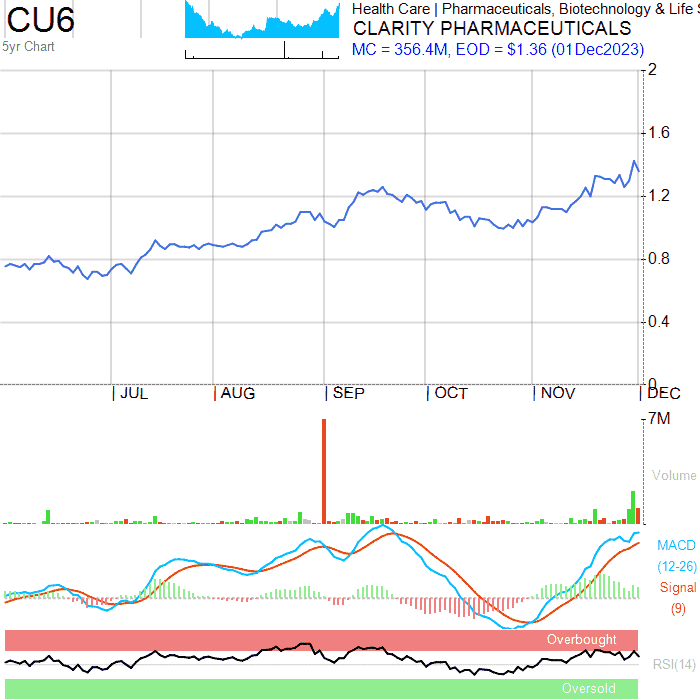 CU6
5yr Chart
Health Care | Pharmaceuticals, Biotechnology & Life S
CLARITY PHARMACEUTICALS
MC = 356.4M, EOD = $1.36 (01Dec2023)
2
1.6
1.2
0.8
0.4
0
| JUL | AUG | SEP | OCT | NOV | DEC
7M
Volume
MACD
(12-26)
Signal
(9)
Overbought
RSI(14)
Oversold